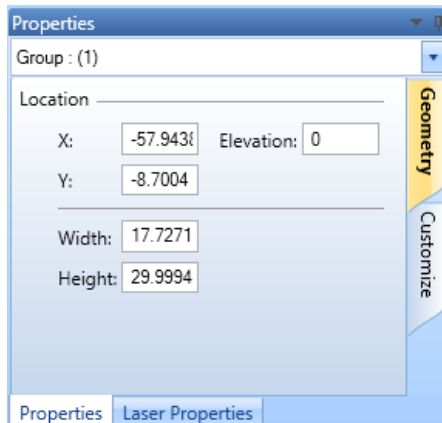 Properties
Group : (1)
Location
X: -57.9438 Elevation: 0
Y: -8.7004
Width: 17.7271
Height: 29.9994
Geometry
Customize
Properties Laser Properties